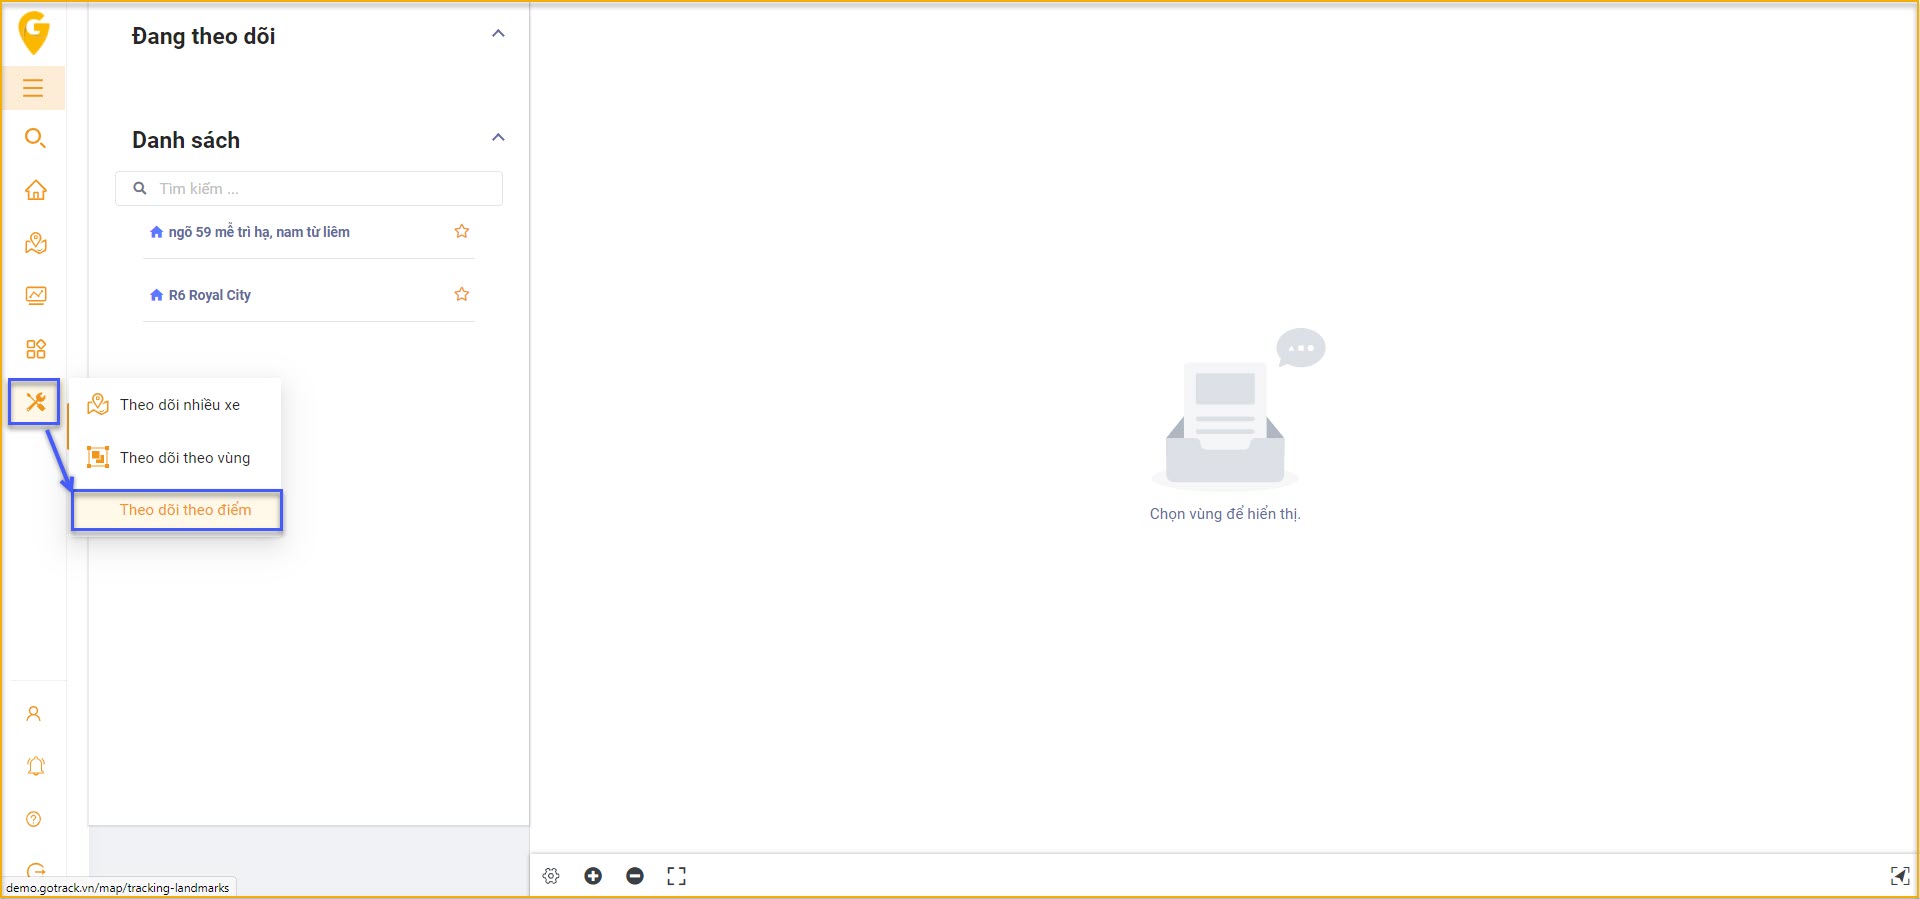 G
Đang theo dõi
Danh sách
Tìm kiếm ...
ngõ 59 mễ trì hạ, nam từ liêm
R6 Royal City
Theo dõi nhiều xe
Theo dõi theo vùng
Theo dõi theo điểm
Chọn vùng để hiển thị.
demo.gotrack.vn/map/tracking-landmarks